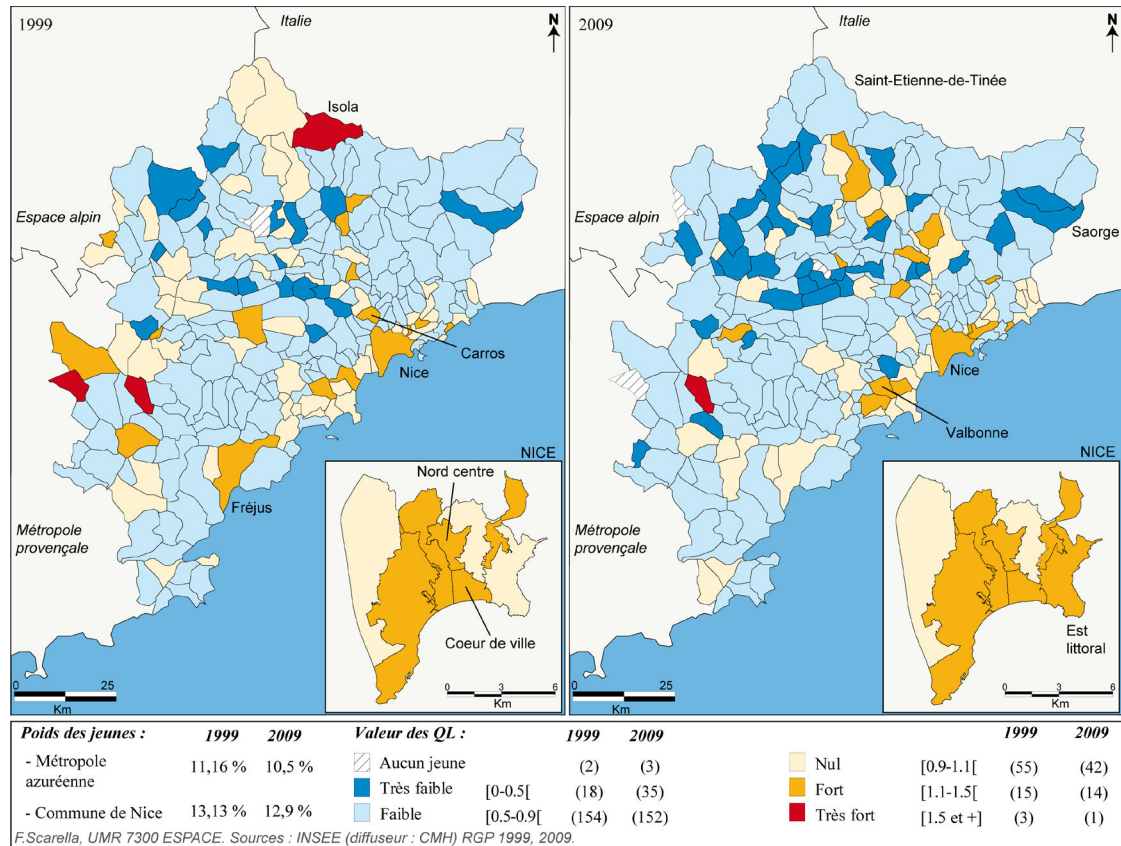 1999
Italie
N
Isola
Espace alpin
Carros
Nice
NICE
Nord centre
Fréjus
Métropole
provençale
Coeur de ville
0 25
Km
0 3 6
Km
2009
Italie
N
Saint-Etienne-de-Tinée
Espace alpin
Saorge
Nice
Valbonne
NICE
Métropole
provençale
Est
littoral
0 25
Km
0 3 6
Km
Poids des jeunes : 1999 2009
- Métropole
azuréenne 11,16 % 10,5 %
- Commune de Nice 13,13 % 12,9 %
Valeur des QL : 1999 2009
Aucun jeune (2) (3)
Très faible [0-0.5[ (18) (35)
Faible [0.5-0.9[ (154) (152)
1999 2009
Nul [0.9-1.1[ (55) (42)
Fort [1.1-1.5[ (15) (14)
Très fort [1.5 et +] (3) (1)
F.Scarella, UMR 7300 ESPACE. Sources : INSEE (diffuseur : CMH) RGP 1999, 2009.